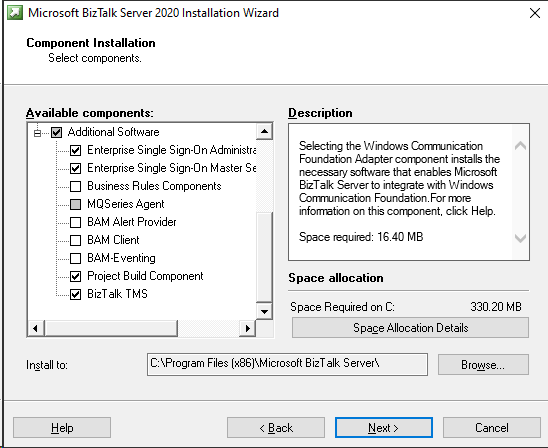 Microsoft BizTalk Server 2020 Installation Wizard
Component Installation
Select components.
Available components:
Additional Software
Enterprise Single Sign-On Administra
Enterprise Single Sign-On Master Se
Business Rules Components
MQSeries Agent
BAM Alert Provider
BAM Client
BAM-Eventing
Project Build Component
BizTalk TMS
Description
Selecting the Windows Communication
Foundation Adapter component installs the
necessary software that enables Microsoft
BizTalk Server to integrate with Windows
Communication Foundation.For more
information on this component, click Help.
Space required: 16.40 MB
Space allocation
Space Required on C: 330.20 MB
Space Allocation Details
Install to: C:\Program Files (x86)\Microsoft BizTalk Server\ Browse...
Help < Back Next > Cancel